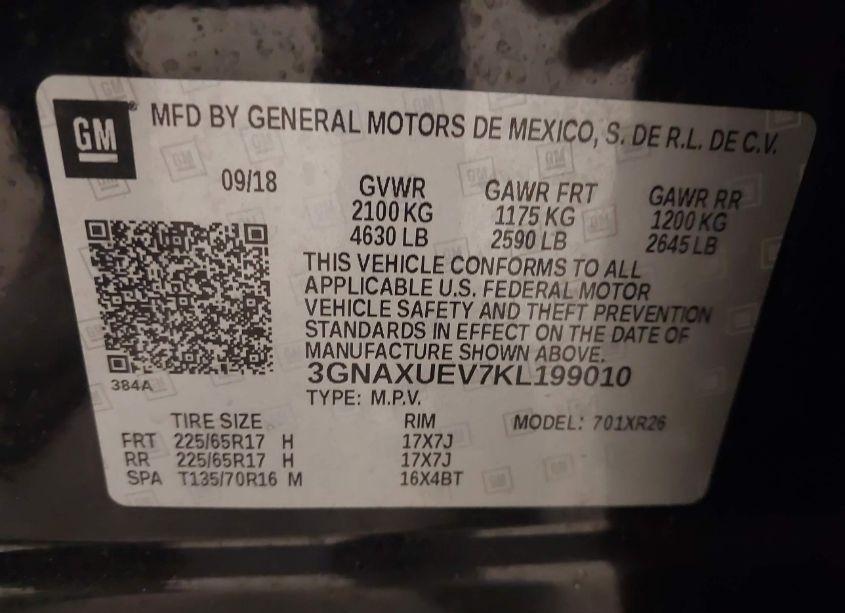 GM
MFD BY GENERAL MOTORS DE MEXICO, S. DE R.L. DE C.V.
09/18
GVWR
2100 KG
4630 LB
GAWR FRT
1175 KG
2590 LB
GAWR RR
1200 KG
2645 LB
THIS VEHICLE CONFORMS TO ALL
APPLICABLE U.S. FEDERAL MOTOR
VEHICLE SAFETY AND THEFT PREVENTION
STANDARDS IN EFFECT ON THE DATE OF
MANUFACTURE SHOWN ABOVE.
384A
3GNAXUEV7KL199010
TYPE: M.P.V.
TIRE SIZE RIM MODEL: 701XR26
FRT 225/65R17 H 17X7J
RR 225/65R17 H 17X7J
SPA T135/70R16 M 16X4BT